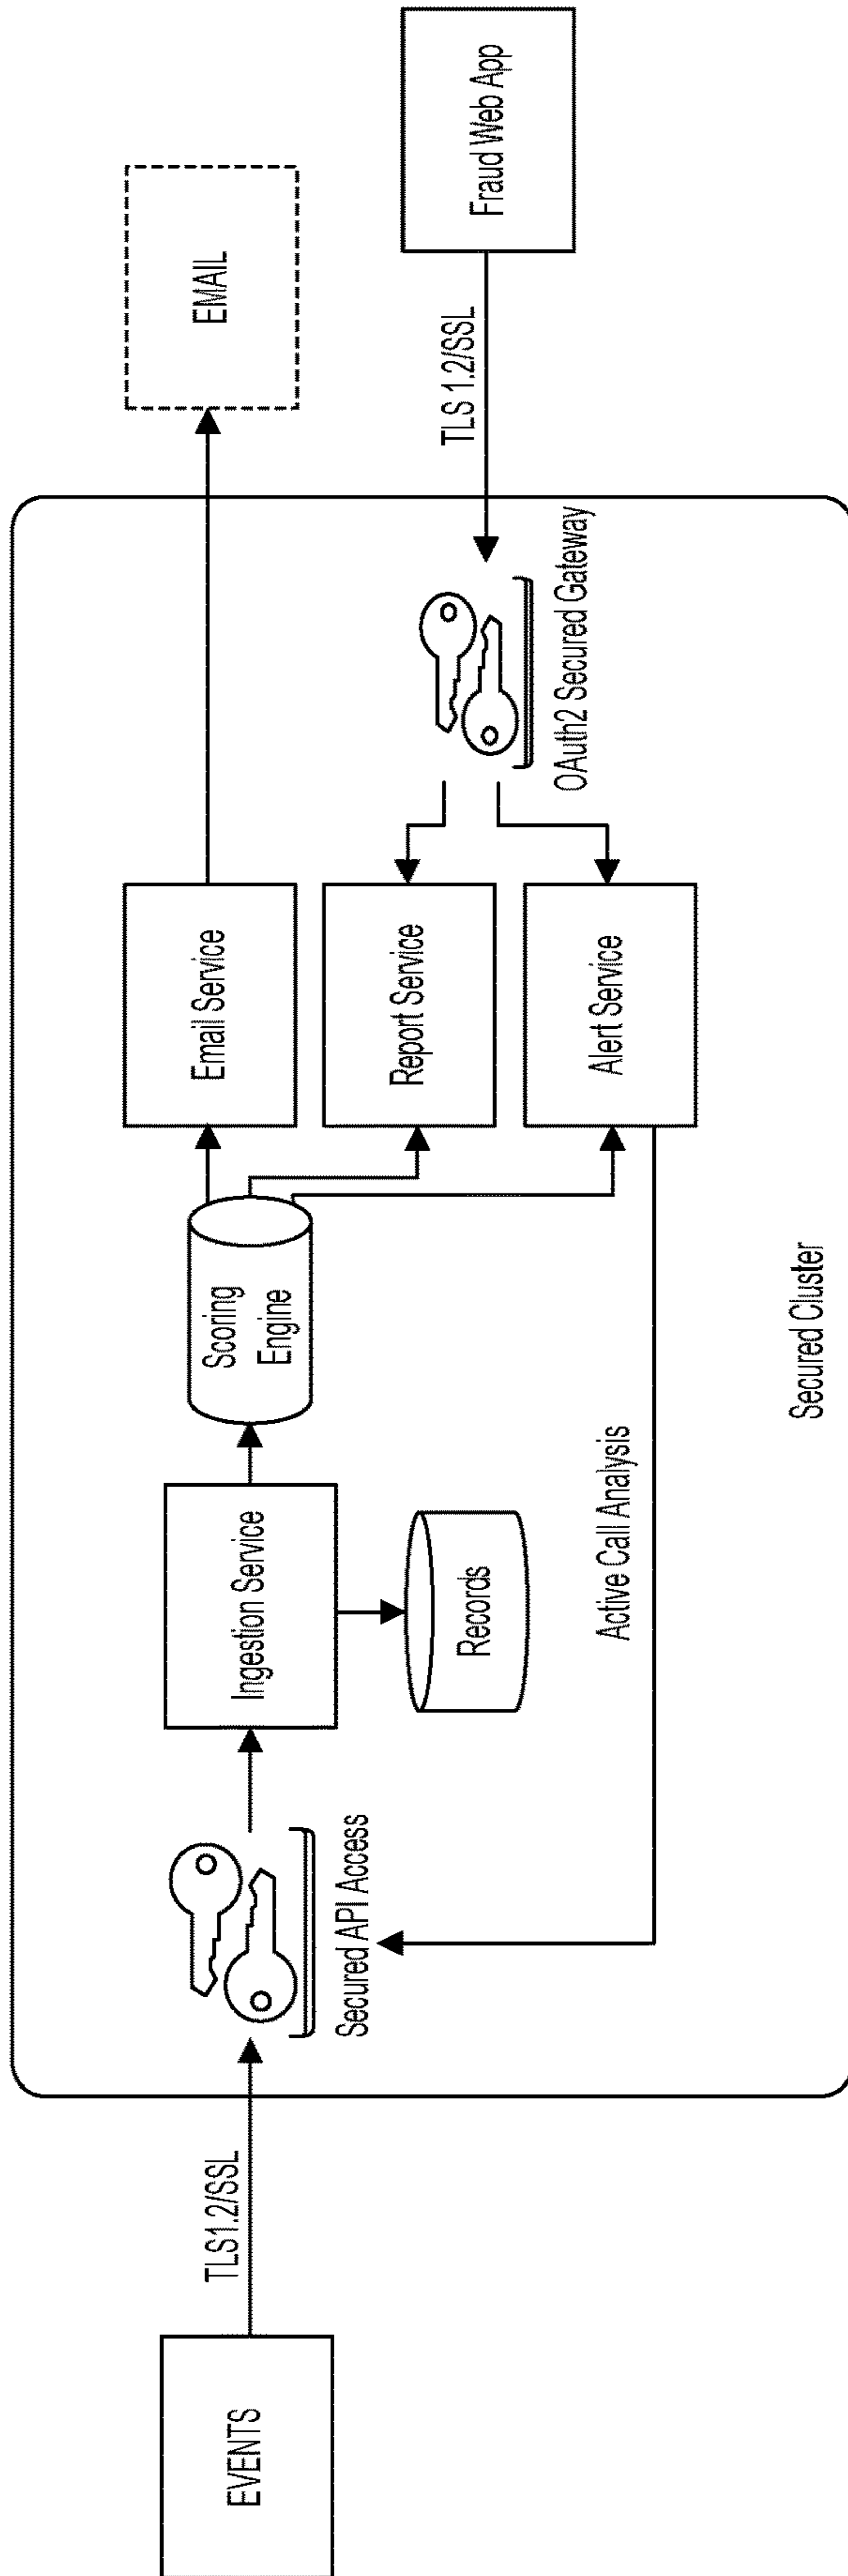 EVENTS
TLS1.2/SSL
Secured API Access
Ingestion Service
Records
Scoring
Engine
Email Service
Report Service
Alert Service
Active Call Analysis
OAuth2 Secured Gateway
TLS 1.2/SSL
EMAIL
Fraud Web App
Secured Cluster